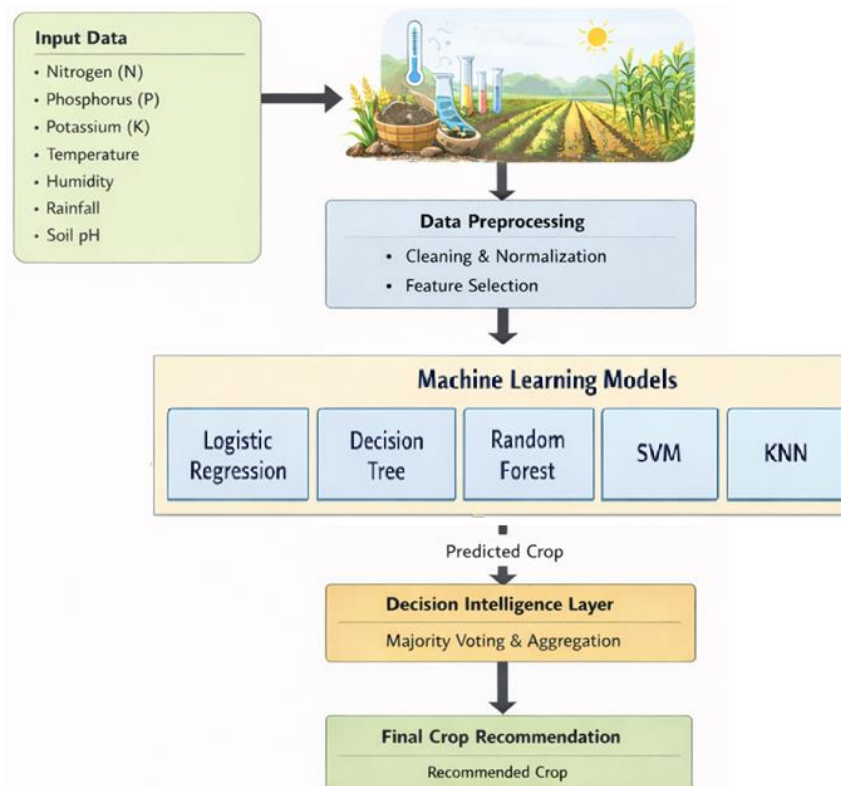 Input Data
• Nitrogen (N)
• Phosphorus (P)
• Potassium (K)
• Temperature
• Humidity
• Rainfall
• Soil pH
Data Preprocessing
• Cleaning & Normalization
• Feature Selection
Machine Learning Models
Logistic
Regression
Decision
Tree
Random
Forest
SVM
KNN
Predicted Crop
Decision Intelligence Layer
Majority Voting & Aggregation
Final Crop Recommendation
Recommended Crop